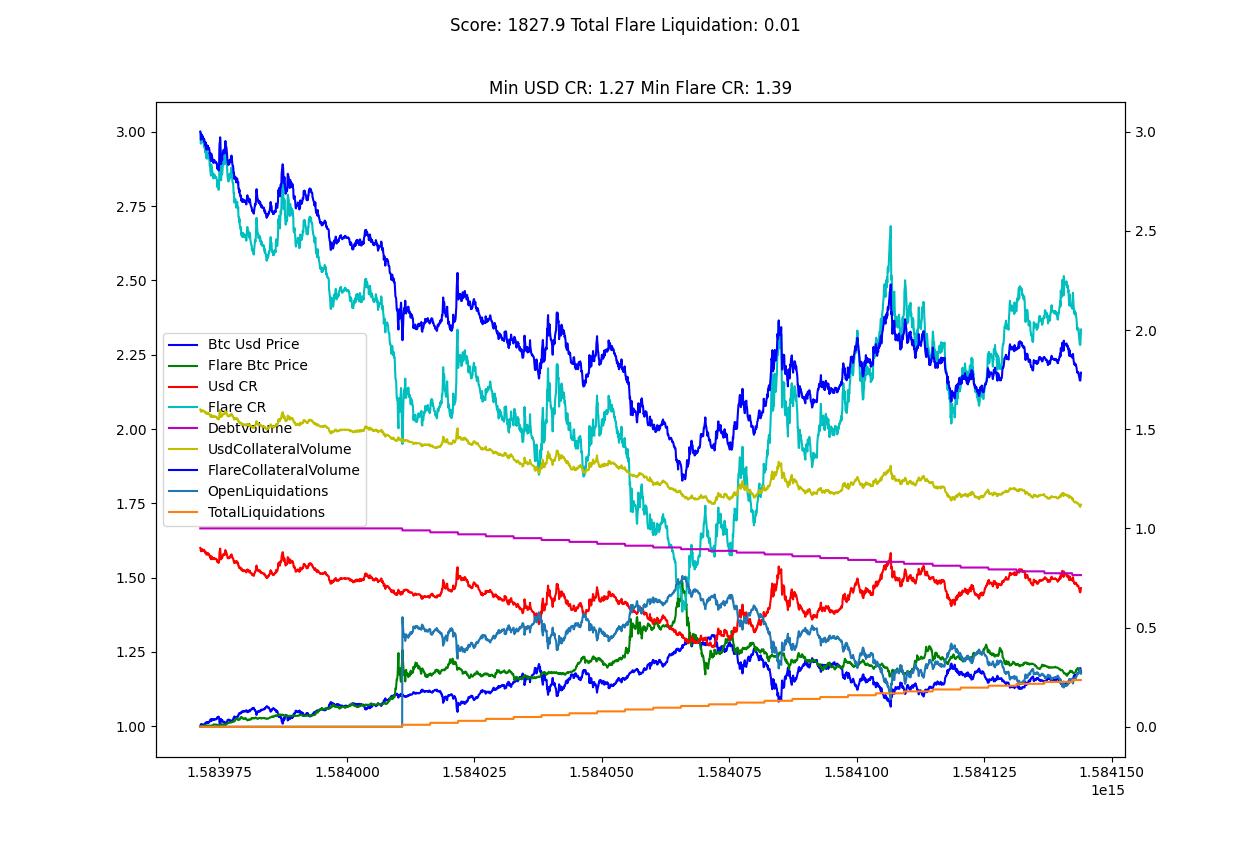 Score: 1827.9 Total Flare Liquidation: 0.01
Min USD CR: 1.27 Min Flare CR: 1.39
3.00
2.75
2.50
2.25
2.00
1.75
1.50
1.25
1.00
3.0
2.5
2.0
1.5
1.0
0.5
0.0
Btc Usd Price
Flare Btc Price
Usd CR
Flare CR
DebtVolume
UsdCollateralVolume
FlareCollateralVolume
OpenLiquidations
TotalLiquidations
1.583975 1.584000 1.584025 1.584050 1.584075 1.584100 1.584125 1.584150
1e15